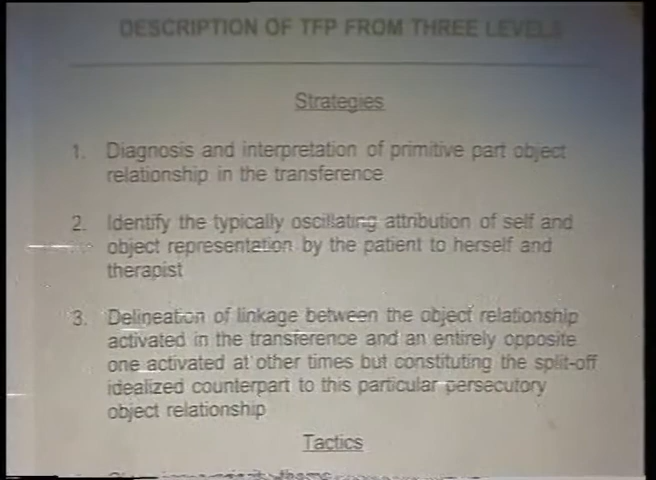 DESCRIPTION OF TFP FROM THREE LEVELS
Strategies
1. Diagnosis and interpretation of primitive part object
relationship in the transference
2. Identify the typically oscillating attribution of self and
object representation by the patient to herself and
therapist
3. Delineation of linkage between the object relationship
activated in the transference and an entirely opposite
one activated at other times but constituting the split-off
idealized counterpart to this particular persecutory
object relationship
Tactics